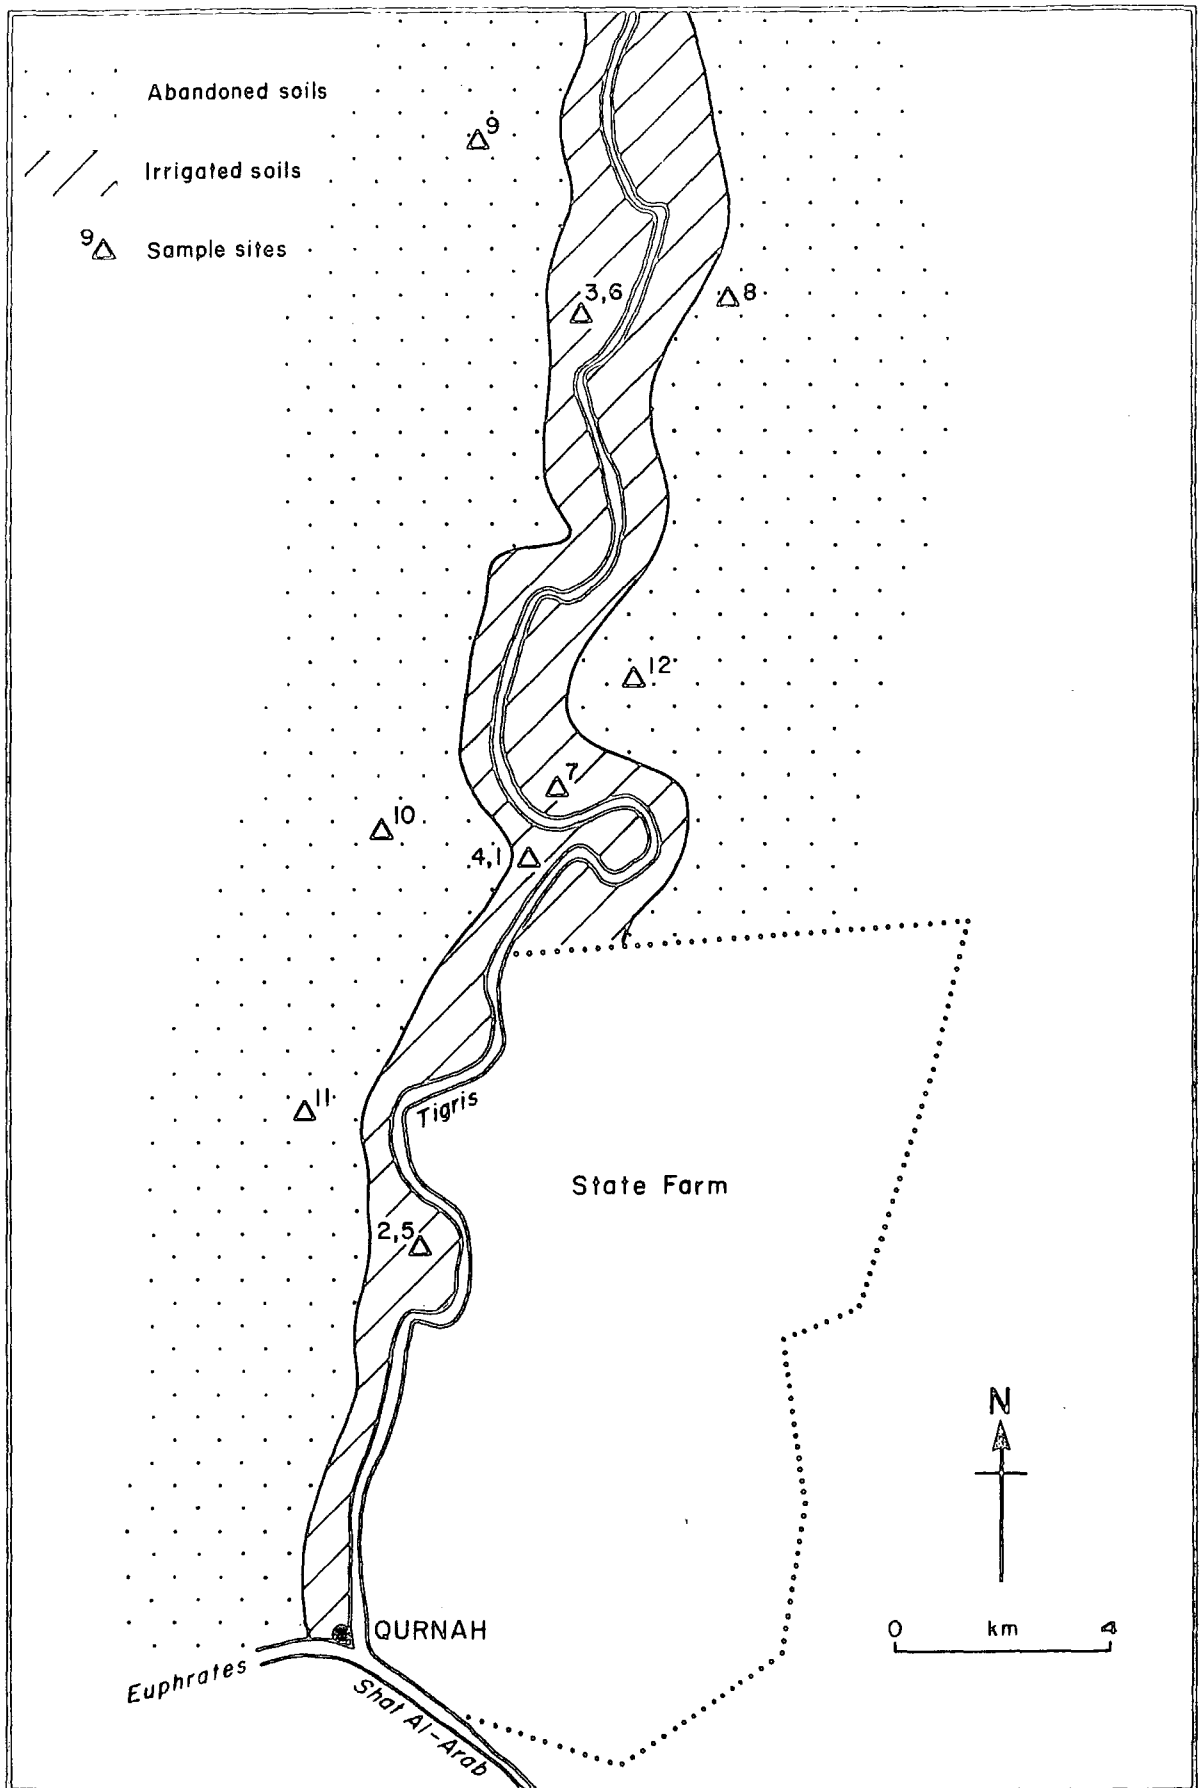 Abandoned soils
9
Irrigated soils
9
Sample sites
3,6
8
12
7
10
4,1
Tigris
11
State Farm
2,5
N
QURNAH
0 km 4
Euphrates
Shat Al-Arab